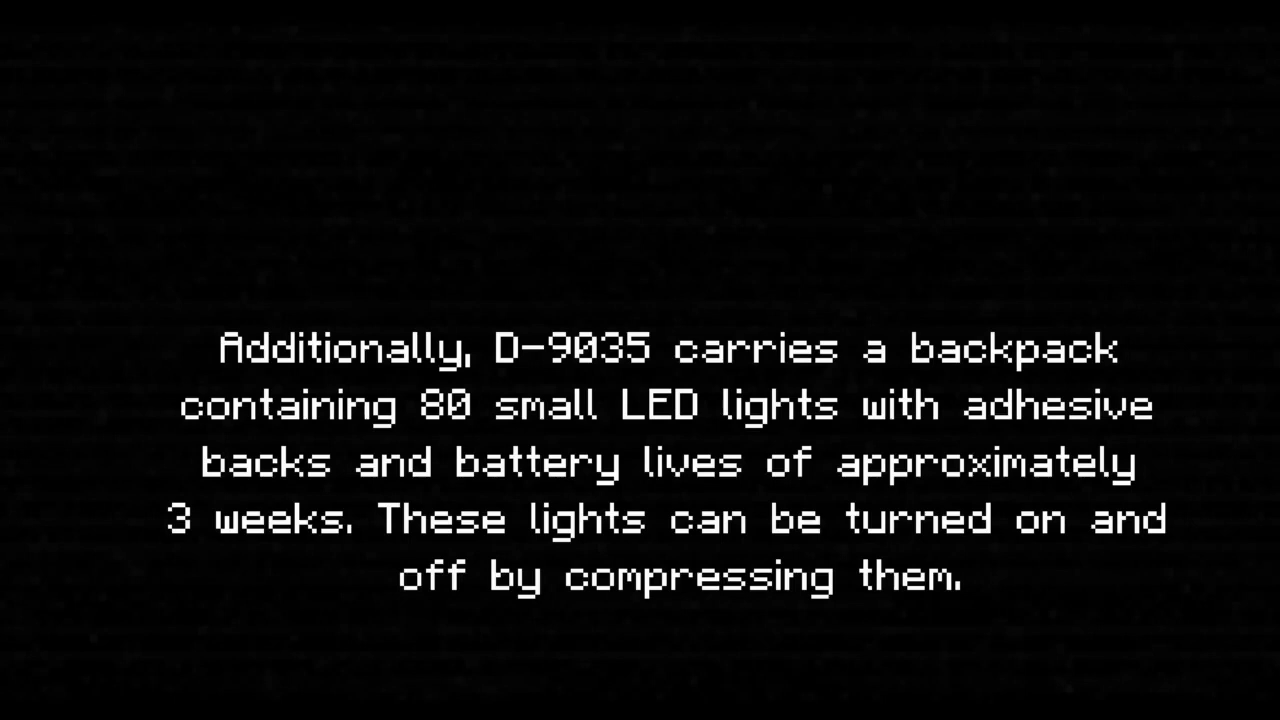 Additionally, D-9035 carries a backpack
containing 80 small LED lights with adhesive
backs and battery lives of approximately
3 weeks. These lights can be turned on and
off by compressing them.